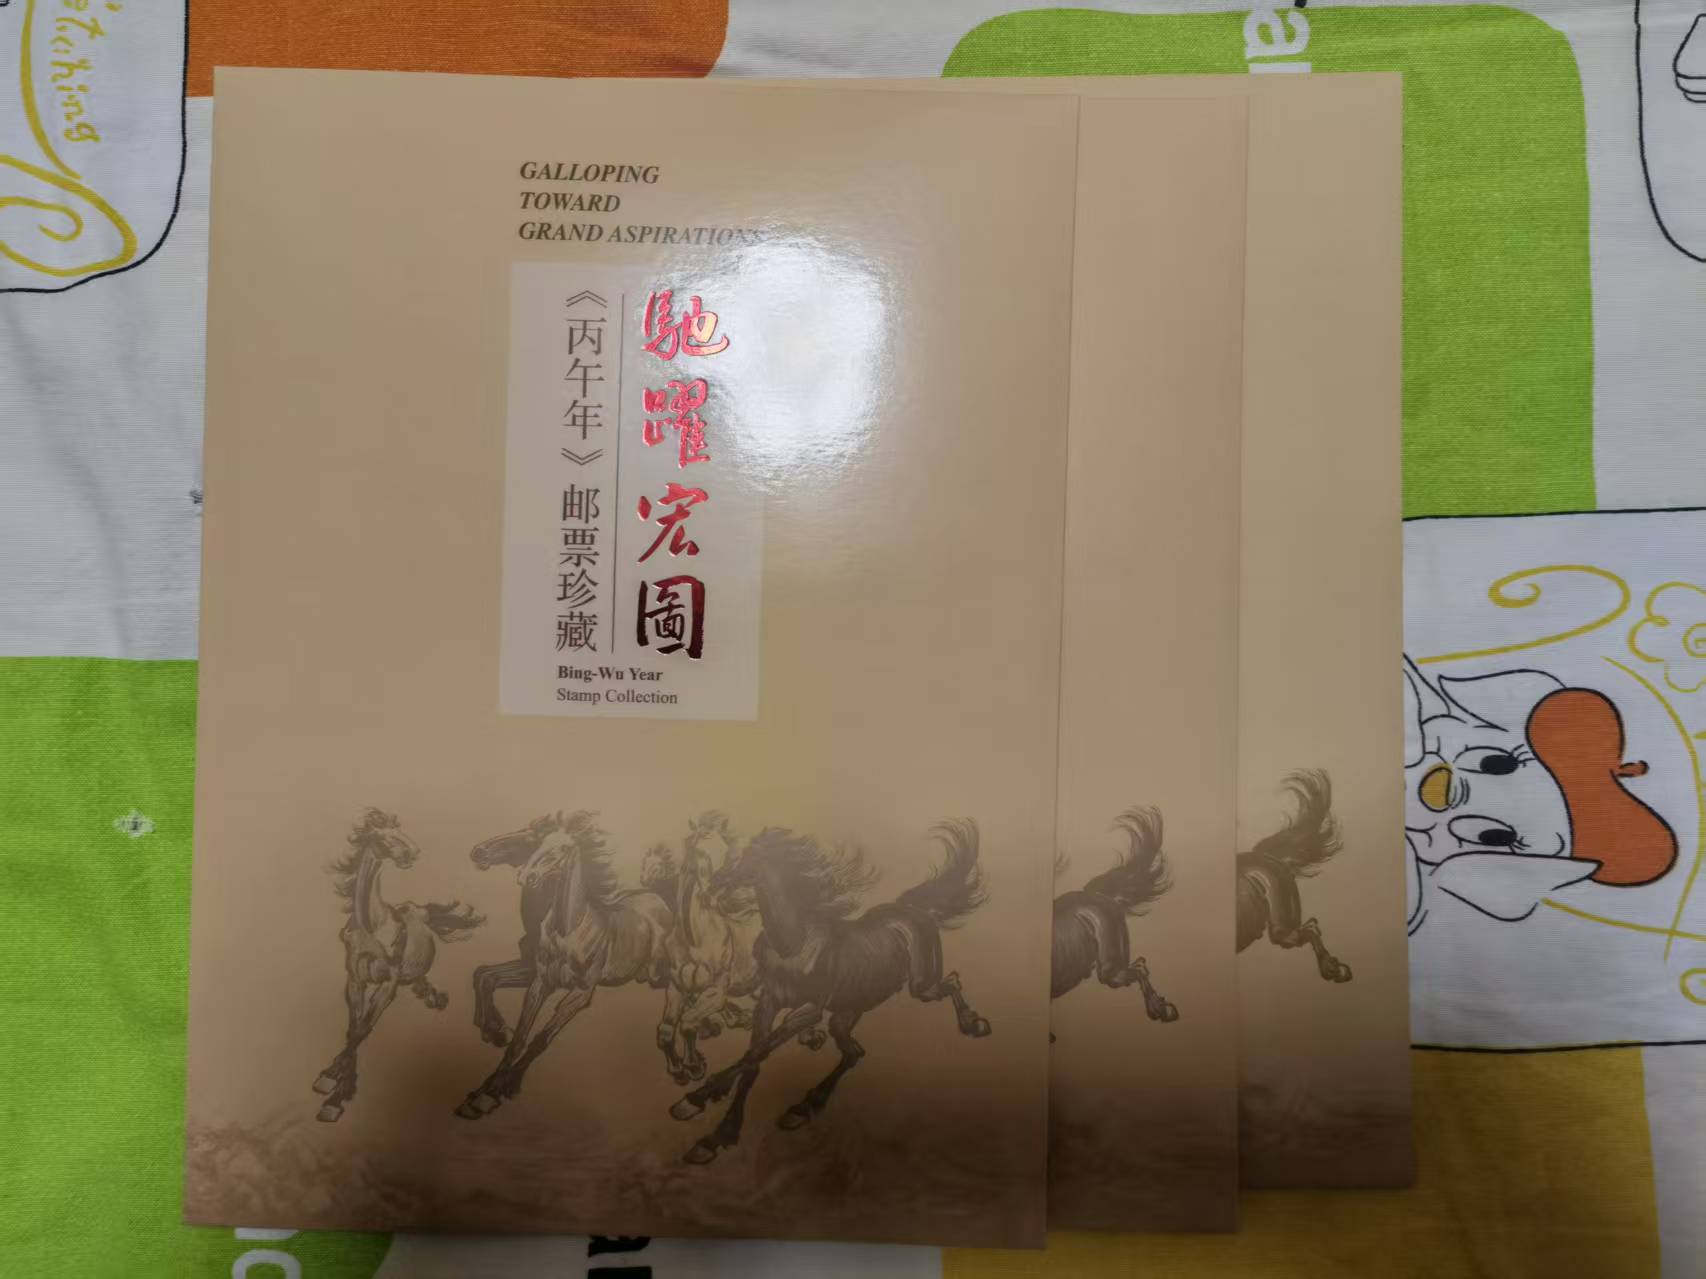 GALLOPING
TOWARD
GRAND ASPIRATIONS
馳躍宏圖
《丙午年》邮票珍藏
Bing-Wu Year
Stamp Collection